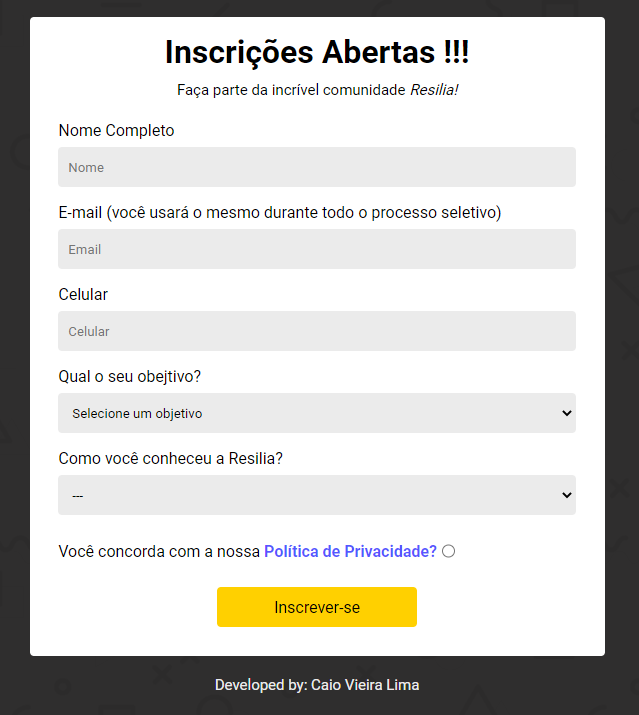 Inscrições Abertas !!!
Faça parte da incrível comunidade Resilia!
Nome Completo
Nome
E-mail (você usará o mesmo durante todo o processo seletivo)
Email
Celular
Celular
Qual o seu obejtivo?
Selecione um objetivo
Como você conheceu a Resilia?
---
Você concorda com a nossa Política de Privacidade?
Inscrever-se
Developed by: Caio Vieira Lima